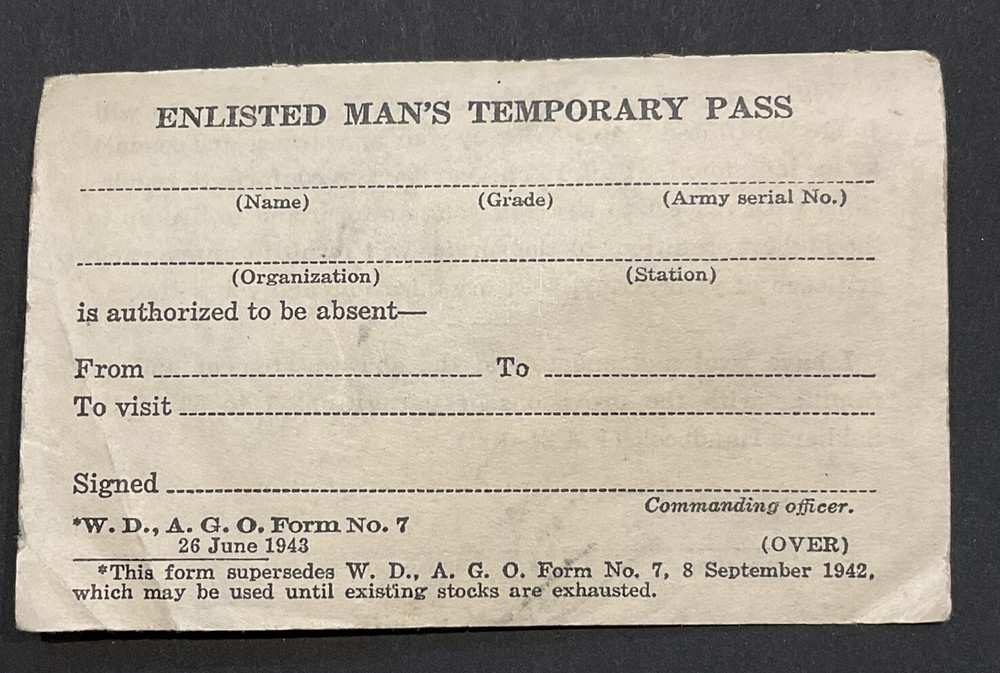 ENLISTED MAN'S TEMPORARY PASS
(Name) (Grade) (Army serial No.)
(Organization) (Station)
is authorized to be absent—
From To
To visit
Signed
Commanding officer.
*W. D., A. G. O. Form No. 7
26 June 1943 (OVER)
*This form supersedes W. D., A. G. O. Form No. 7, 8 September 1942,
which may be used until existing stocks are exhausted.